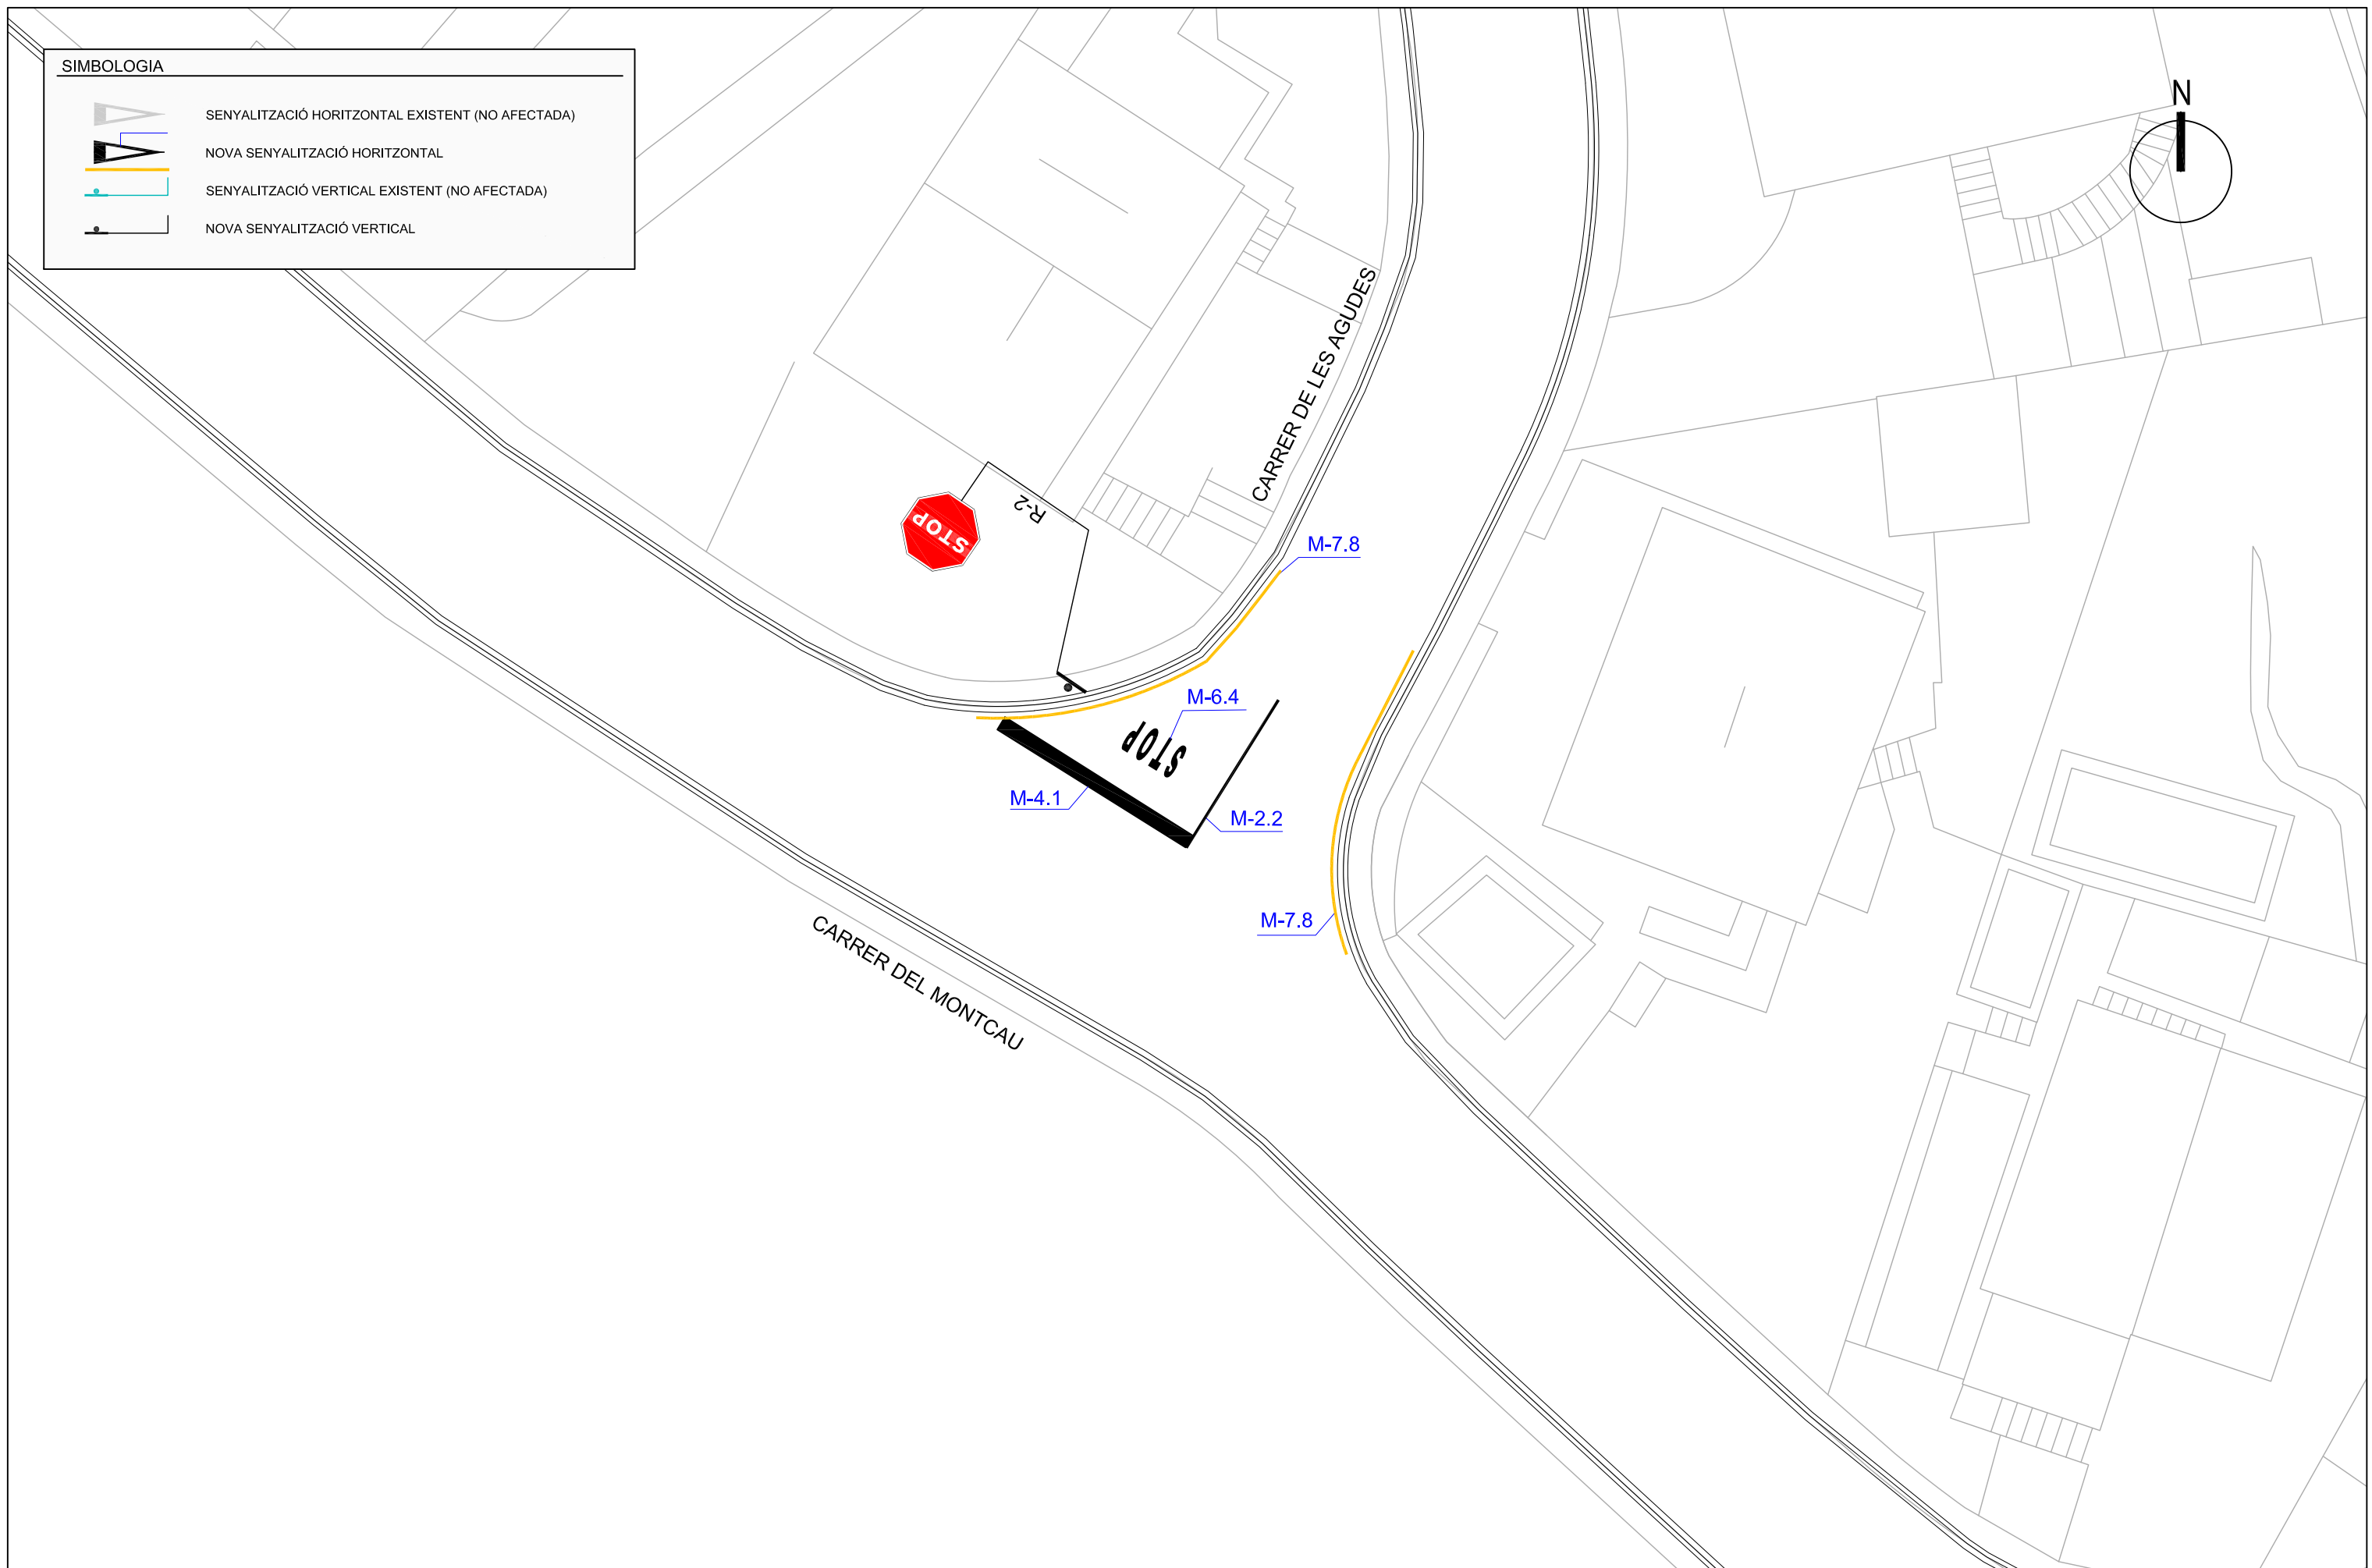 SIMBOLOGIA
SENYALITZACIÓ HORITZONTAL EXISTENT (NO AFECTADA)
NOVA SENYALITZACIÓ HORITZONTAL
SENYALITZACIÓ VERTICAL EXISTENT (NO AFECTADA)
NOVA SENYALITZACIÓ VERTICAL
N
CARRER DE LES AGUDES
R-2
STOP
M-7.8
M-6.4
STOP
M-4.1
M-2.2
M-7.8
CARRER DEL MONTCAU